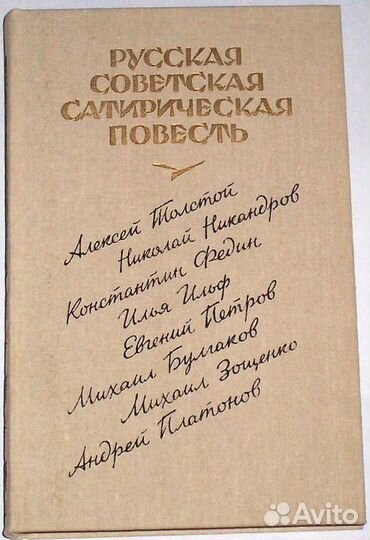 РУССКАЯ
СОВЕТСКАЯ
САТИРИЧЕСКАЯ
ПОВЕСТЬ
Алексей Толстой
Николай Никандров
Константин Федин
Илья Ильф
Евгений Петров
Михаил Булгаков
Михаил Зощенко
Андрей Платонов
Avito